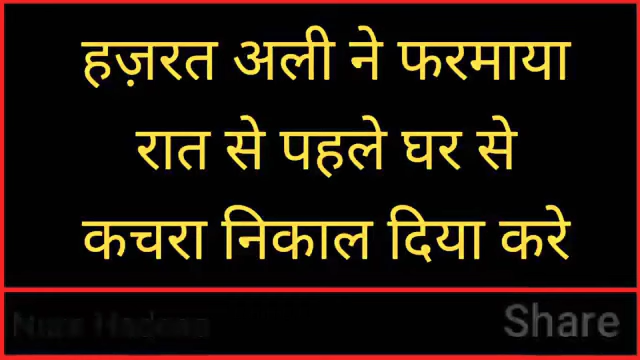 हज़रत अली ने फरमाया
रात से पहले घर से
कचरा निकाल दिया करे
Share